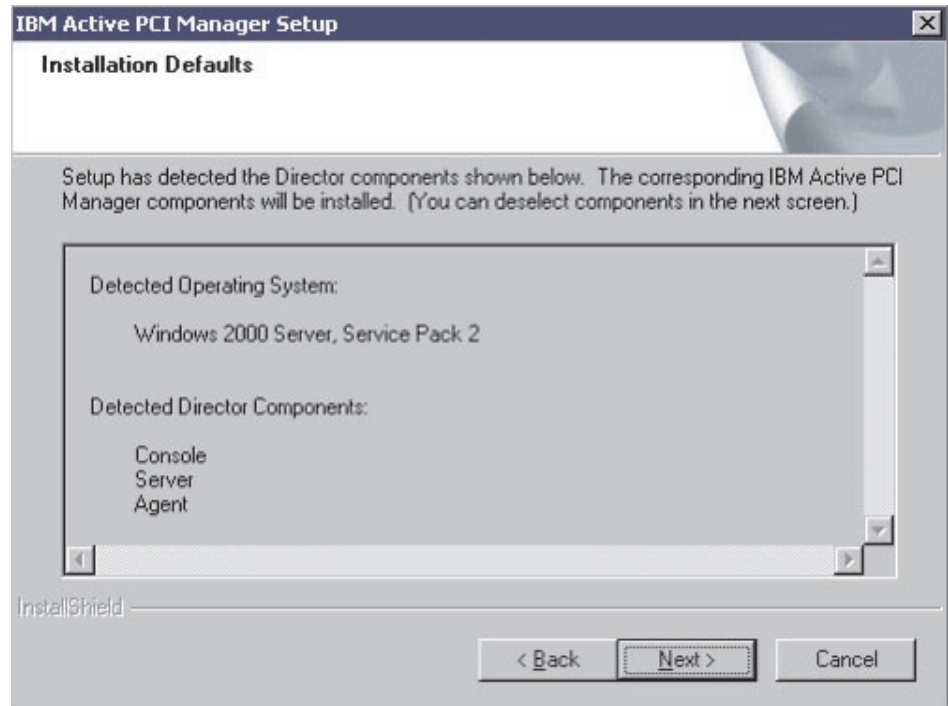 IBM Active PCI Manager Setup
Installation Defaults
Setup has detected the Director components shown below.  The corresponding IBM Active PCI
Manager components will be installed.  (You can deselect components in the next screen.)
Detected Operating System:
Windows 2000 Server, Service Pack 2
Detected Director Components:
Console
Server
Agent
InstallShield
< Back
Next >
Cancel